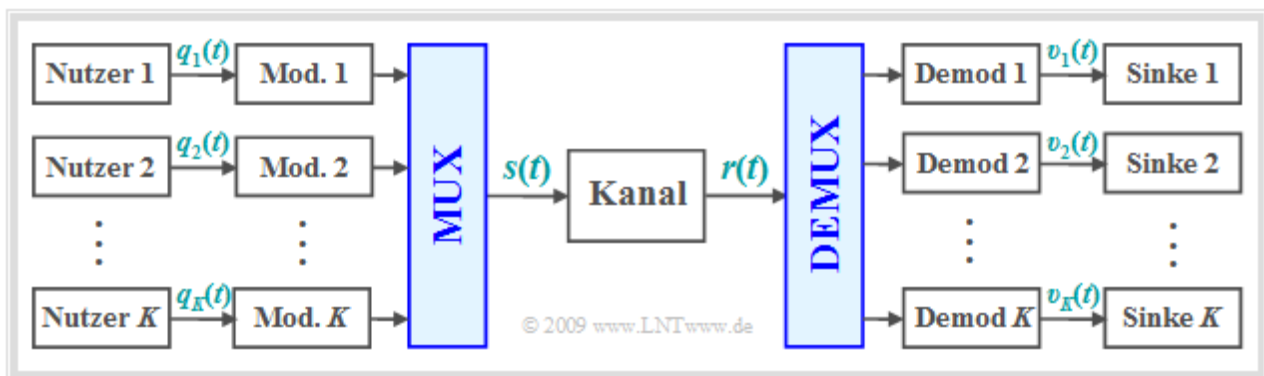 Nutzer 1
q1(t)
Mod. 1
Nutzer 2
q2(t)
Mod. 2
Nutzer K
qK(t)
Mod. K
MUX
s(t)
Kanal
r(t)
DEMUX
Demod 1
v1(t)
Sinke 1
Demod 2
v2(t)
Sinke 2
Demod K
vK(t)
Sinke K
© 2009 www.LNTwww.de